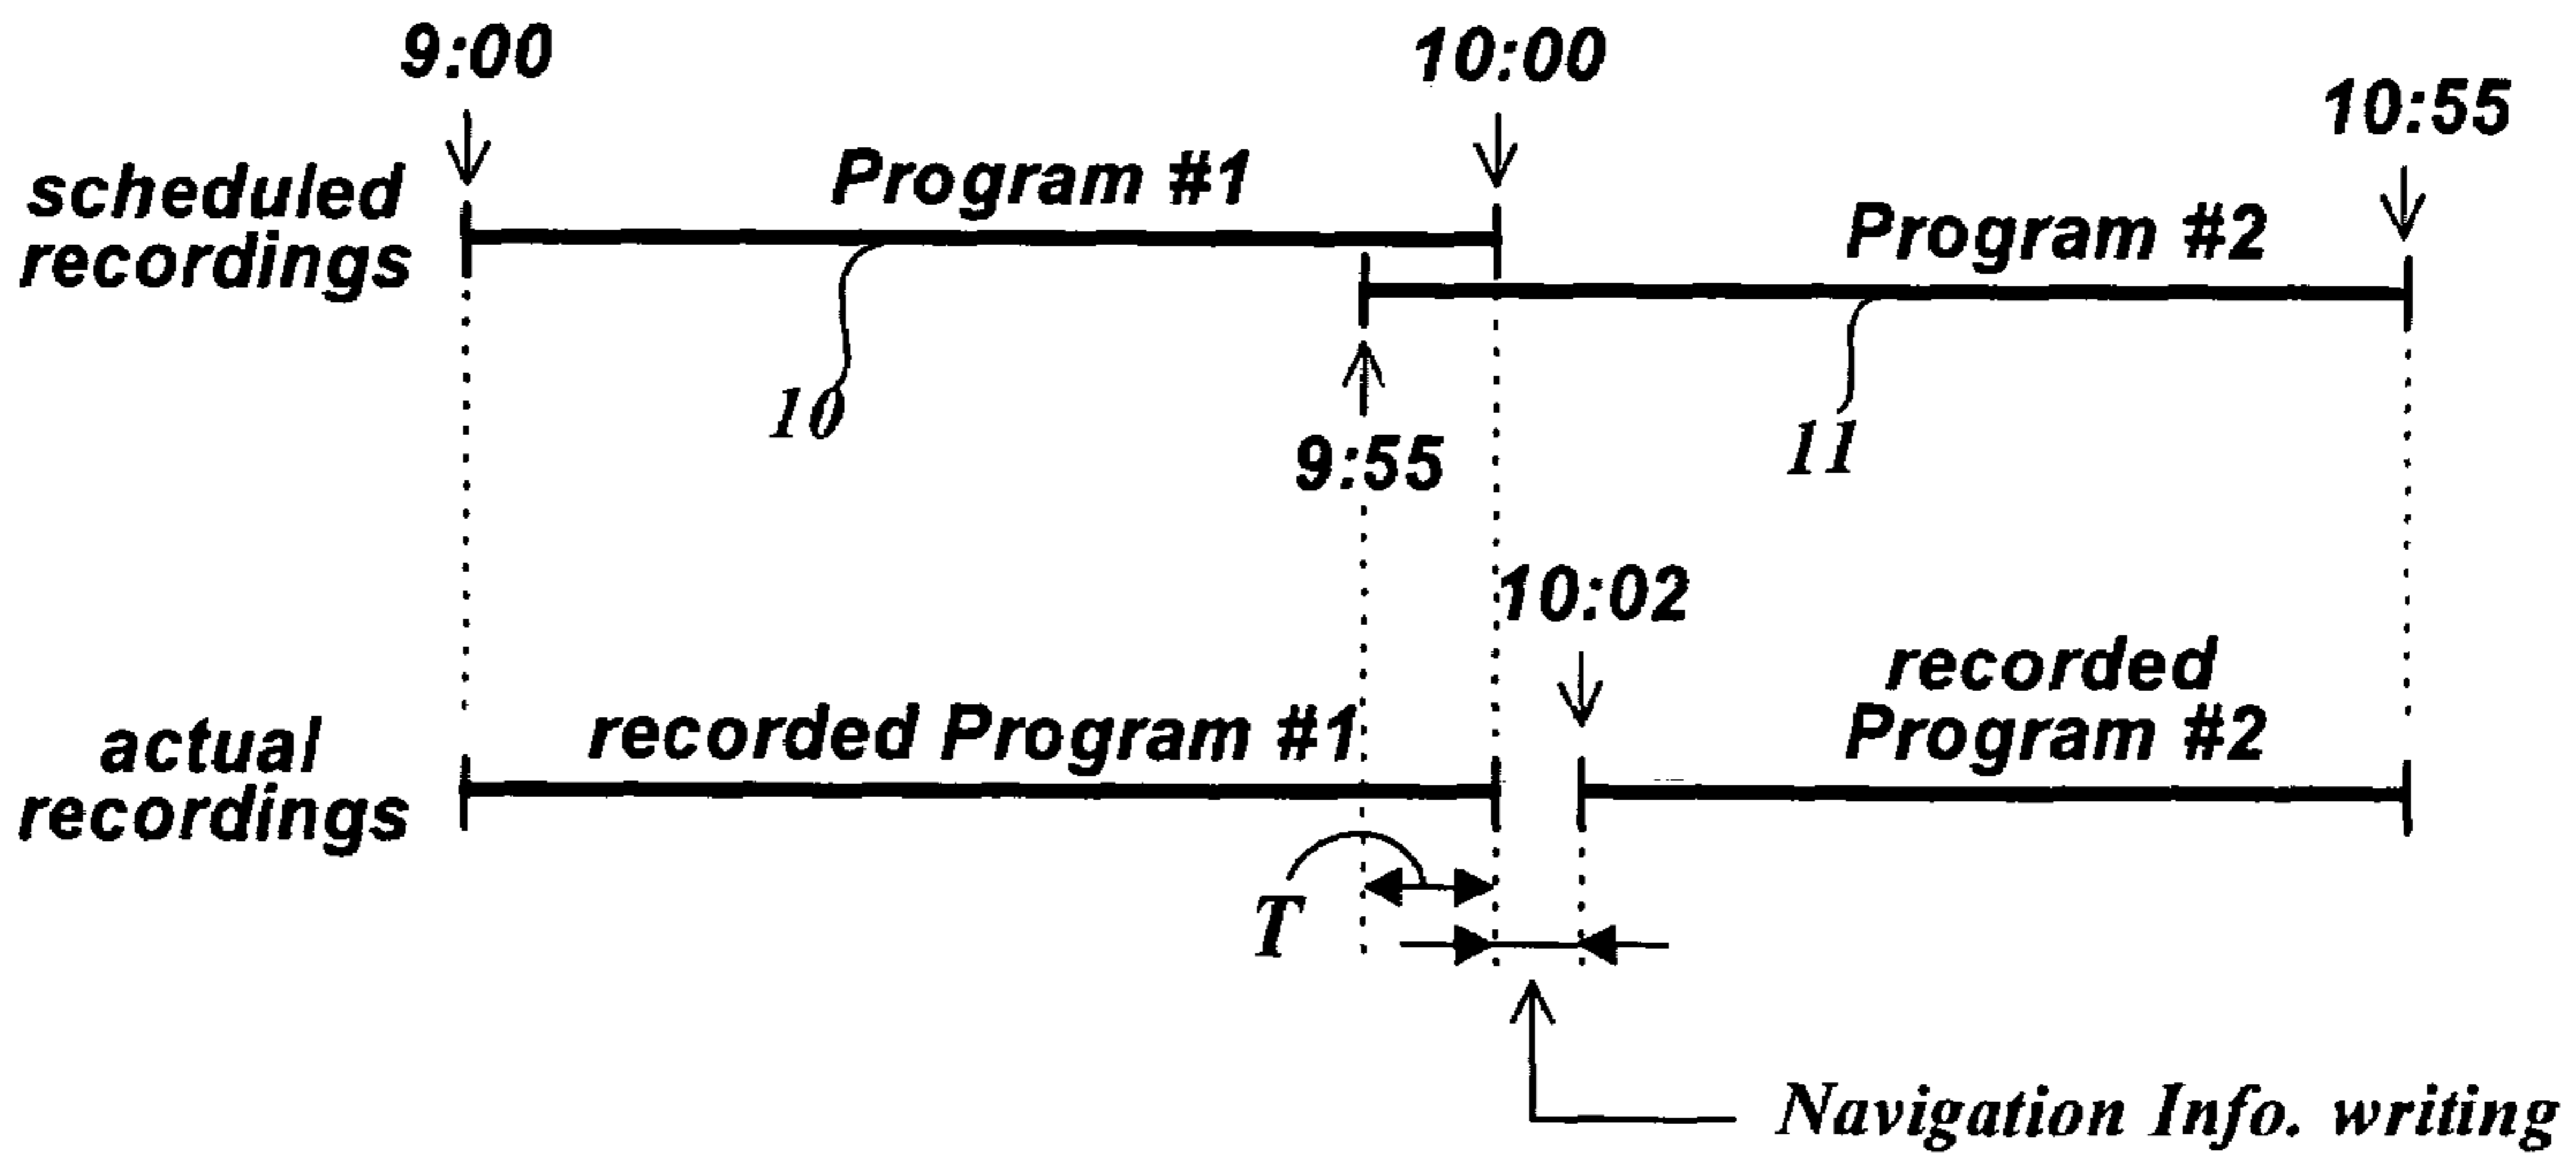 9:00
10:00
10:55
scheduled
recordings
Program #1
Program #2
10
11
9:55
10:02
actual
recordings
recorded Program #1
recorded
Program #2
T
Navigation Info. writing